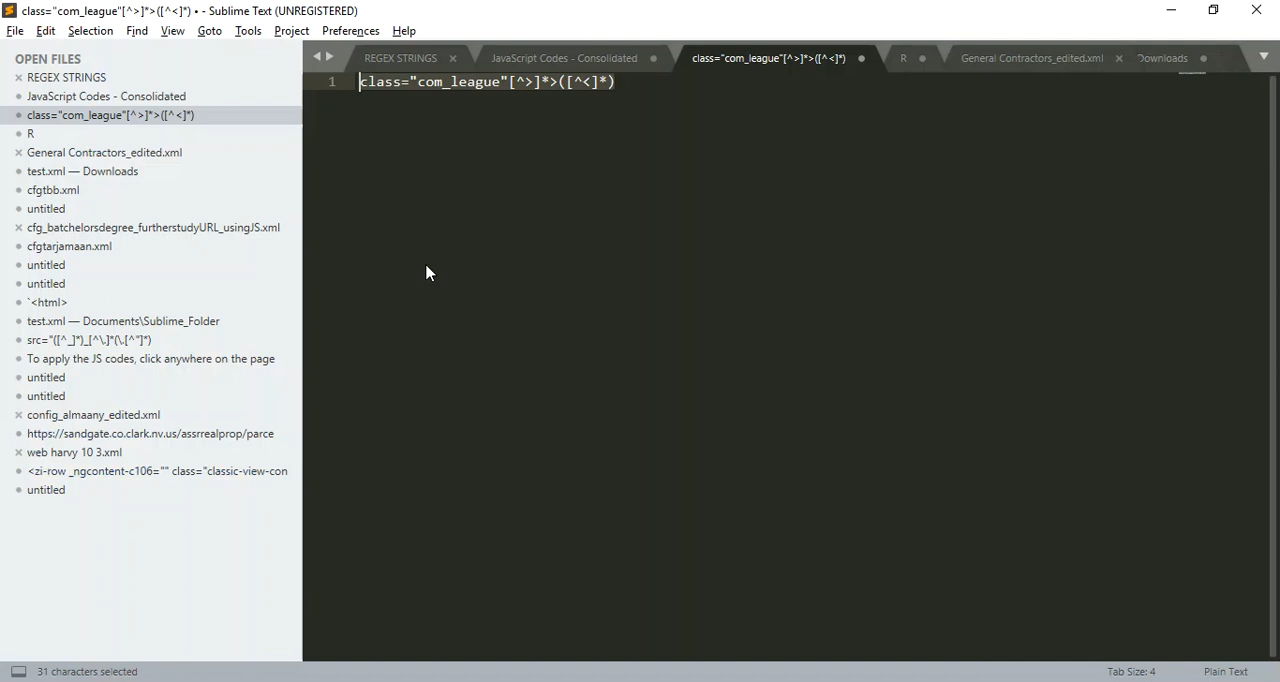 class="com_league"[^>]*>([^<]*) • - Sublime Text (UNREGISTERED)
File Edit Selection Find View Goto Tools Project Preferences Help
OPEN FILES
REGEX STRINGS
JavaScript Codes - Consolidated
class="com_league"[^>]*>([^<]*)
R
General Contractors_edited.xml
test.xml — Downloads
cfgtbb.xml
untitled
cfg_batchelorsdegree_furtherstudyURL_usingJS.xml
cfgtarjamaan.xml
untitled
untitled
`<html>
test.xml — Documents\Sublime_Folder
src="([^_]*)_[^\.]*(\.[^"]*)
To apply the JS codes, click anywhere on the page
untitled
untitled
config_almaany_edited.xml
https://sandgate.co.clark.nv.us/assrrealprop/parce
web harvy 10 3.xml
<zi-row _ngcontent-c106="" class="classic-view-con
untitled
REGEX STRINGS JavaScript Codes - Consolidated class="com_league"[^>]*>([^<]*) R General Contractors_edited.xml Downloads
1 class="com_league"[^>]*>([^<]*)
31 characters selected Tab Size: 4 Plain Text